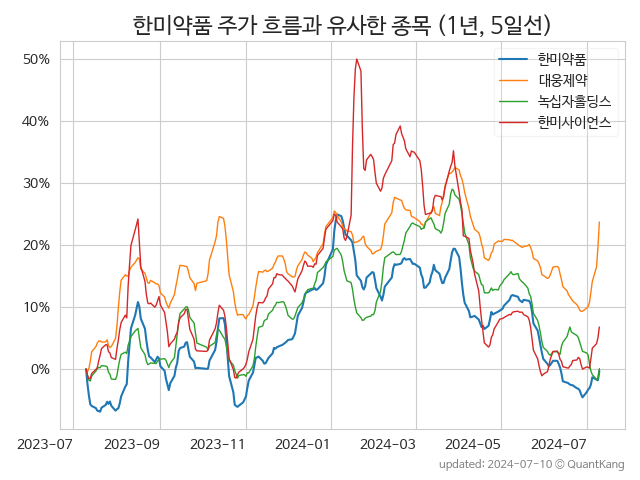 한미약품 주가 흐름과 유사한 종목 (1년, 5일선)
한미약품
대웅제약
녹십자홀딩스
한미사이언스
50%
40%
30%
20%
10%
0%
2023-07 2023-09 2023-11 2024-01 2024-03 2024-05 2024-07
updated: 2024-07-10 © QuantKang